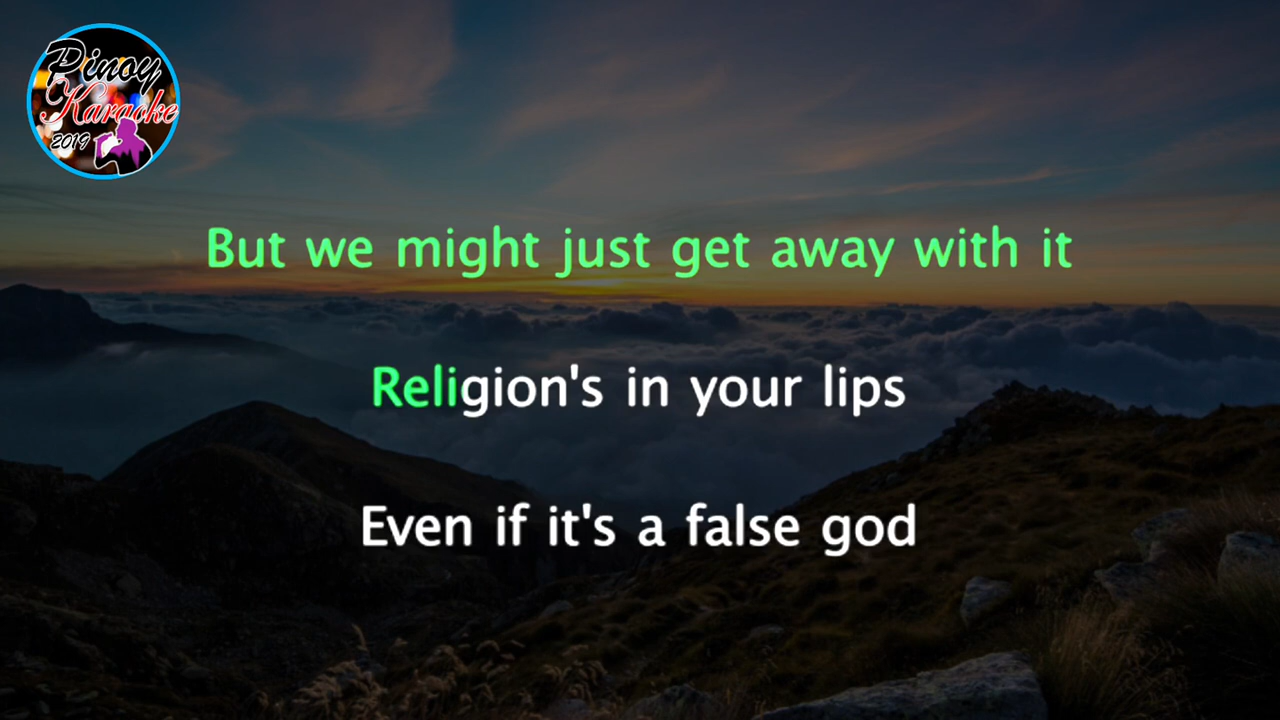 Pinoy
Karaoke
2019
But we might just get away with it
Religion's in your lips
Even if it's a false god